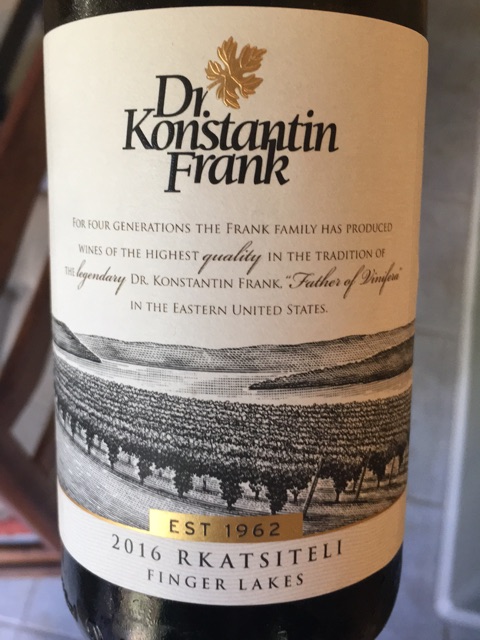 Dr.
Konstantin
Frank
For four generations the Frank family has produced
wines of the highest quality in the tradition of
the legendary Dr. Konstantin Frank. "Father of Vinifera"
in the Eastern United States.
EST 1962
2016 RKATSITELI
FINGER LAKES